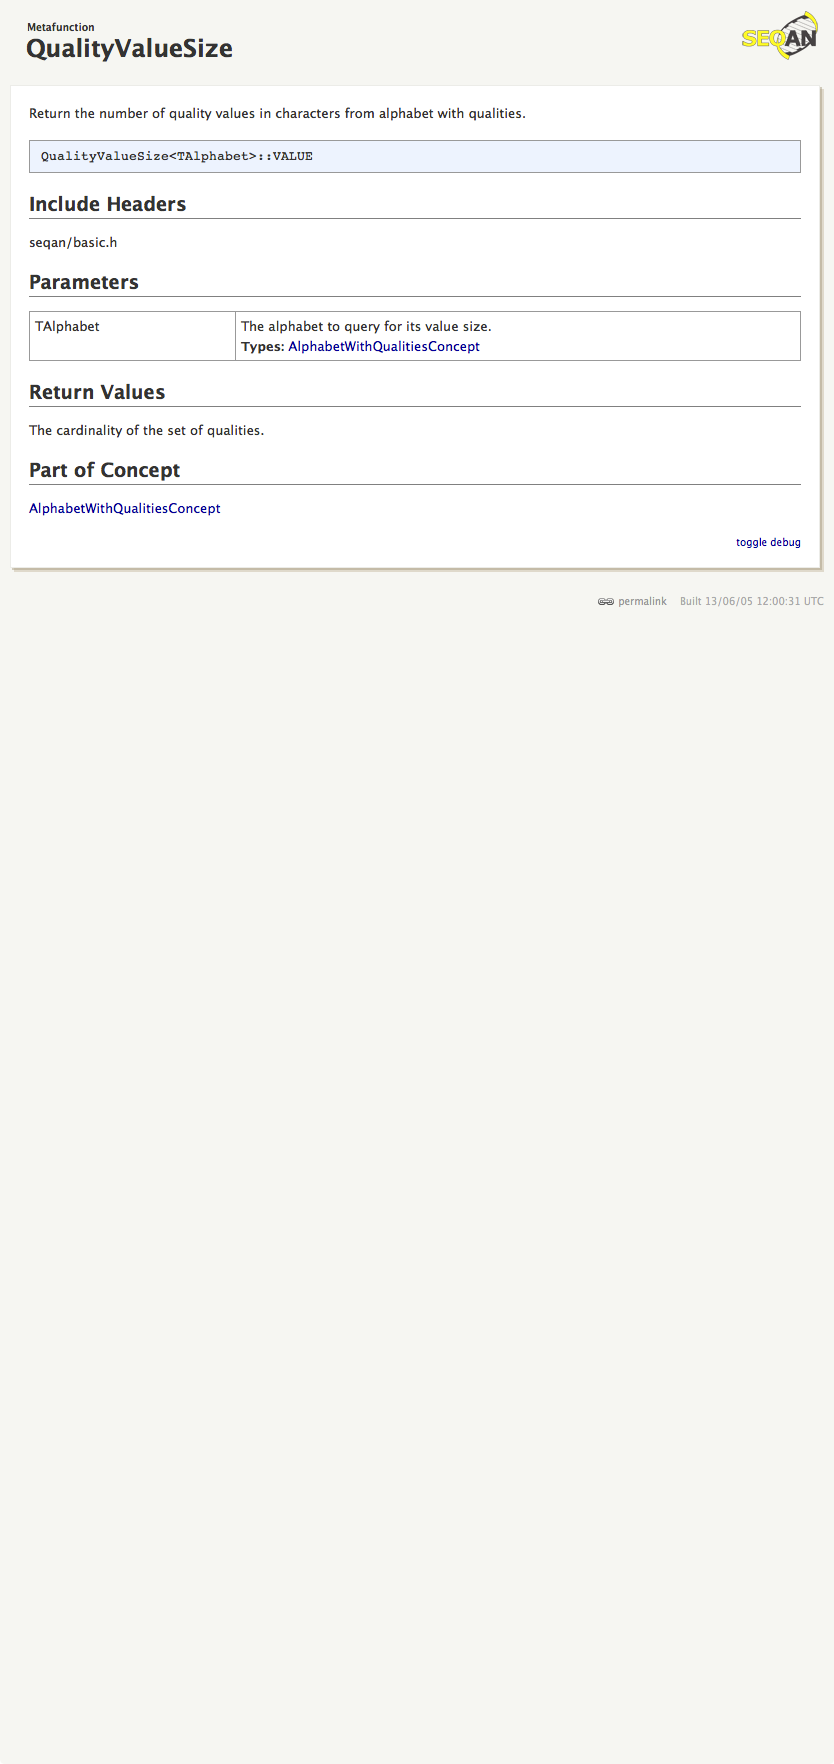 Metafunction
QualityValueSize
SEQAN
Return the number of quality values in characters from alphabet with qualities.
QualityValueSize<TAlphabet>::VALUE
Include Headers
seqan/basic.h
Parameters
TAlphabet
The alphabet to query for its value size.
Types: AlphabetWithQualitiesConcept
Return Values
The cardinality of the set of qualities.
Part of Concept
AlphabetWithQualitiesConcept
toggle debug
permalink Built 13/06/05 12:00:31 UTC